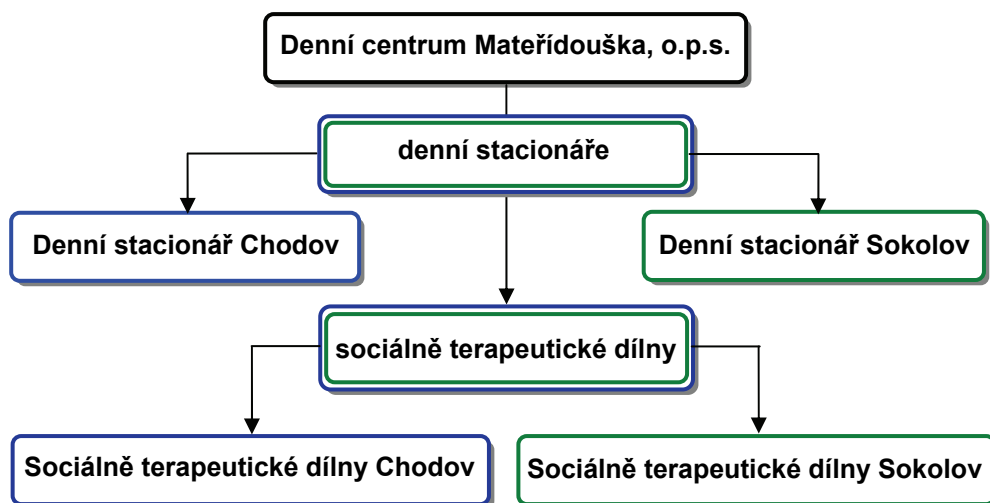 Denní centrum Mateřídouška, o.p.s.
denní stacionáře
Denní stacionář Chodov
Denní stacionář Sokolov
sociálně terapeutické dílny
Sociálně terapeutické dílny Chodov
Sociálně terapeutické dílny Sokolov